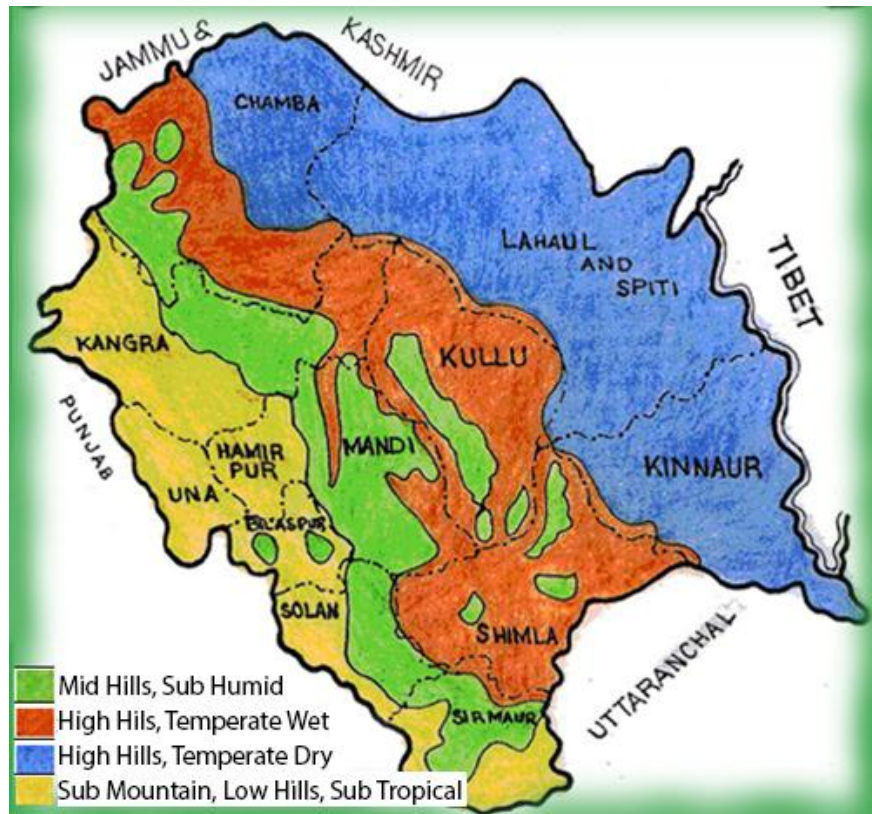 JAMMU &
KASHMIR
CHAMBA
LAHAUL
AND
SPITI
TIBET
KANGRA
KULLU
PUNJAB
MANDI
HAMIR
PUR
KINNAUR
UNA
BILASPUR
SOLAN
SHIMLA
UTTARANCHAL
SIRMAUR
Mid Hills, Sub Humid
High Hils, Temperate Wet
High Hills, Temperate Dry
Sub Mountain, Low Hills, Sub Tropical